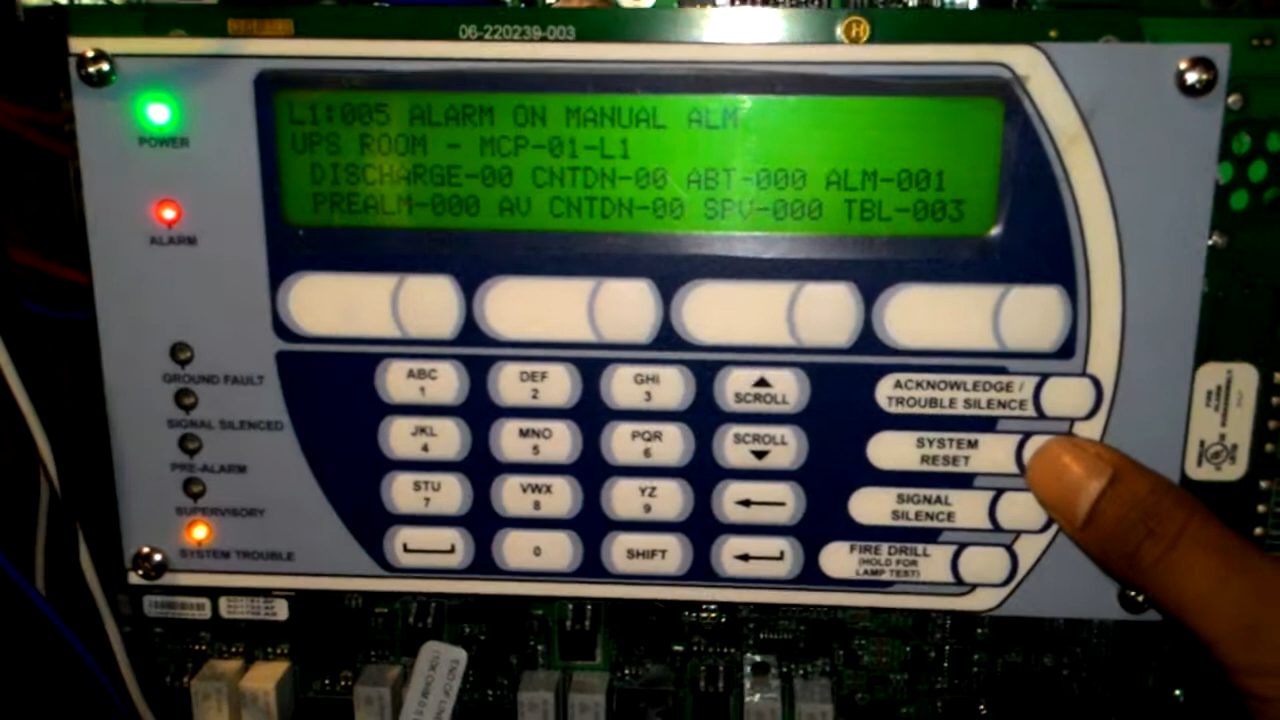 06-220239-003
L1:005 ALARM ON MANUAL ALM
UPS ROOM - MCP-01-L1
DISCHARGE-00 CNTDN-00 ABT-000 ALM-001
PREALM-000 AV CNTDN-00 SPV-000 TBL-003
POWER
ALARM
GROUND FAULT
SIGNAL SILENCED
PRE-ALARM
SUPERVISORY
SYSTEM TROUBLE
ABC
1
DEF
2
GHI
3
SCROLL
JKL
4
MNO
5
PQR
6
SCROLL
STU
7
VWX
8
YZ
9
0
SHIFT
ACKNOWLEDGE /
TROUBLE SILENCE
SYSTEM
RESET
SIGNAL
SILENCE
FIRE DRILL
(HOLD FOR
LAMP TEST)
END OF LINE